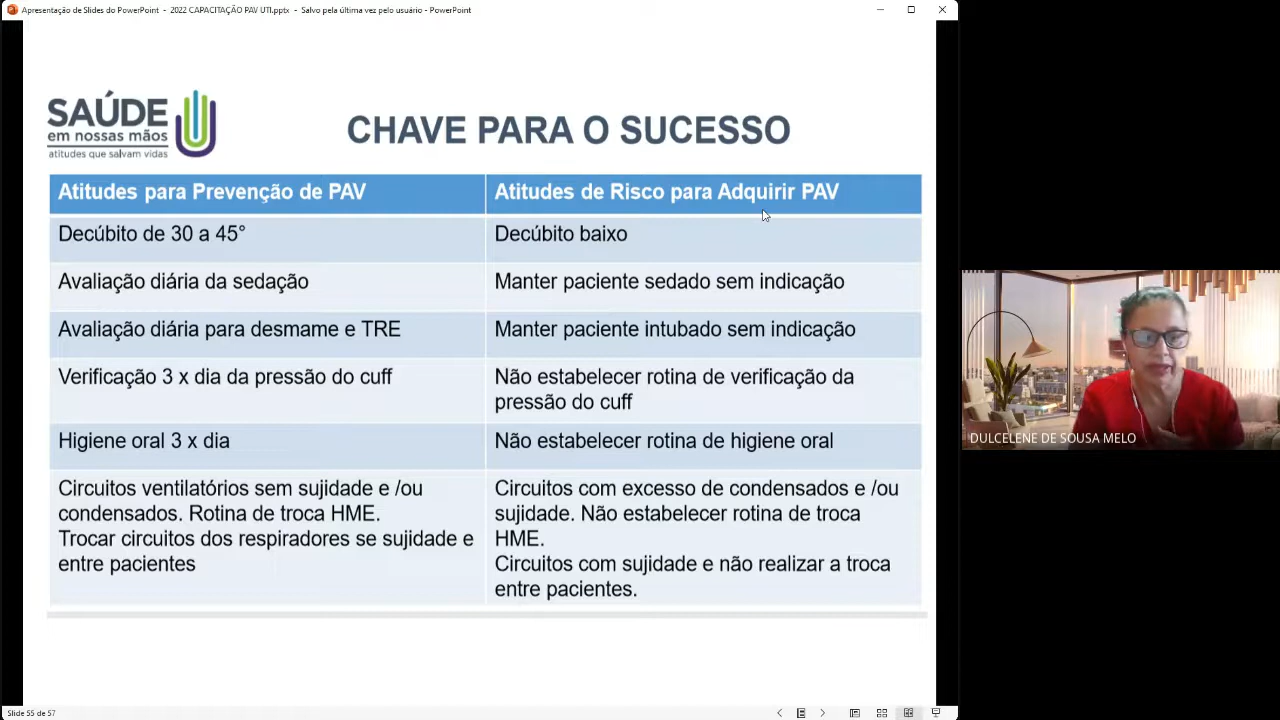 Apresentação de Slides do PowerPoint - 2022 CAPACITAÇÃO PAV UTI.pptx - Salvo pela última vez pelo usuário - PowerPoint
SAÚDE
em nossas mãos
atitudes que salvam vidas
CHAVE PARA O SUCESSO
Atitudes para Prevenção de PAV
Atitudes de Risco para Adquirir PAV
Decúbito de 30 a 45°
Decúbito baixo
Avaliação diária da sedação
Manter paciente sedado sem indicação
Avaliação diária para desmame e TRE
Manter paciente intubado sem indicação
Verificação 3 x dia da pressão do cuff
Não estabelecer rotina de verificação da
pressão do cuff
Higiene oral 3 x dia
Não estabelecer rotina de higiene oral
Circuitos ventilatórios sem sujidade e /ou
condensados. Rotina de troca HME.
Trocar circuitos dos respiradores se sujidade e
entre pacientes
Circuitos com excesso de condensados e /ou
sujidade. Não estabelecer rotina de troca
HME.
Circuitos com sujidade e não realizar a troca
entre pacientes.
DULCELENE DE SOUSA MELO
Slide 55 de 57